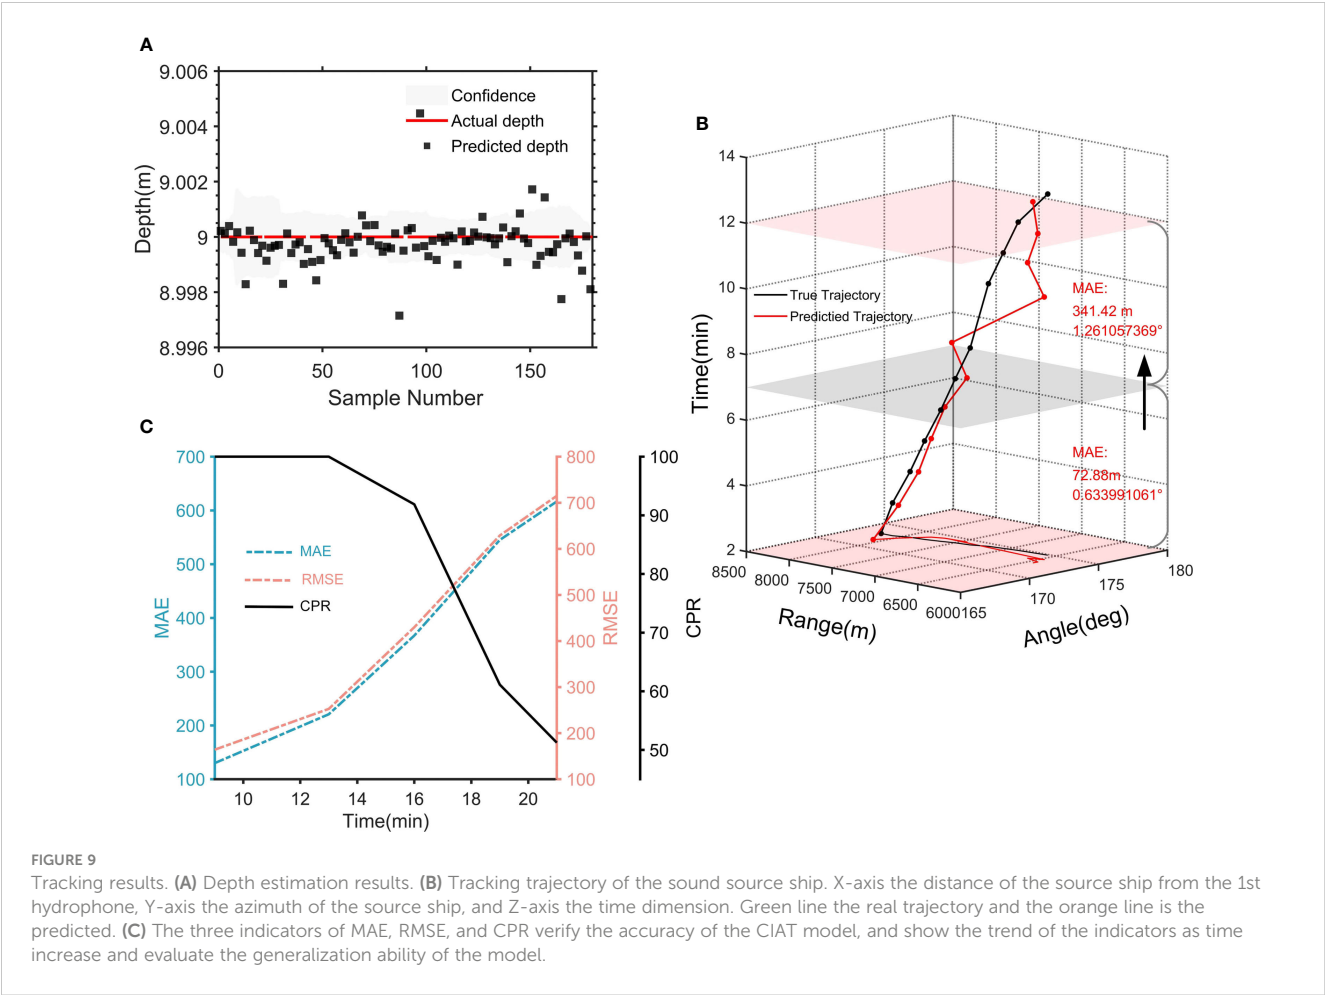 A
9.006
9.004
9.002
9
8.998
8.996
Depth(m)
Confidence
Actual depth
Predicted depth
0
50
100
150
Sample Number
B
14
12
10
8
6
4
2
Time(min)
True Trajectory
Predictied Trajectory
MAE:
341.42 m
1.261057369°
MAE:
72.88m
0.633991061°
8500
8000
7500
7000
6500
6000
165
170
175
180
Range(m)
Angle(deg)
C
700
600
500
400
300
200
100
MAE
MAE
RMSE
CPR
800
700
600
500
400
300
200
100
RMSE
100
90
80
70
60
50
CPR
10
12
14
16
18
20
Time(min)
FIGURE 9
Tracking results. (A) Depth estimation results. (B) Tracking trajectory of the sound source ship. X-axis the distance of the source ship from the 1st
hydrophone, Y-axis the azimuth of the source ship, and Z-axis the time dimension. Green line the real trajectory and the orange line is the
predicted. (C) The three indicators of MAE, RMSE, and CPR verify the accuracy of the CIAT model, and show the trend of the indicators as time
increase and evaluate the generalization ability of the model.